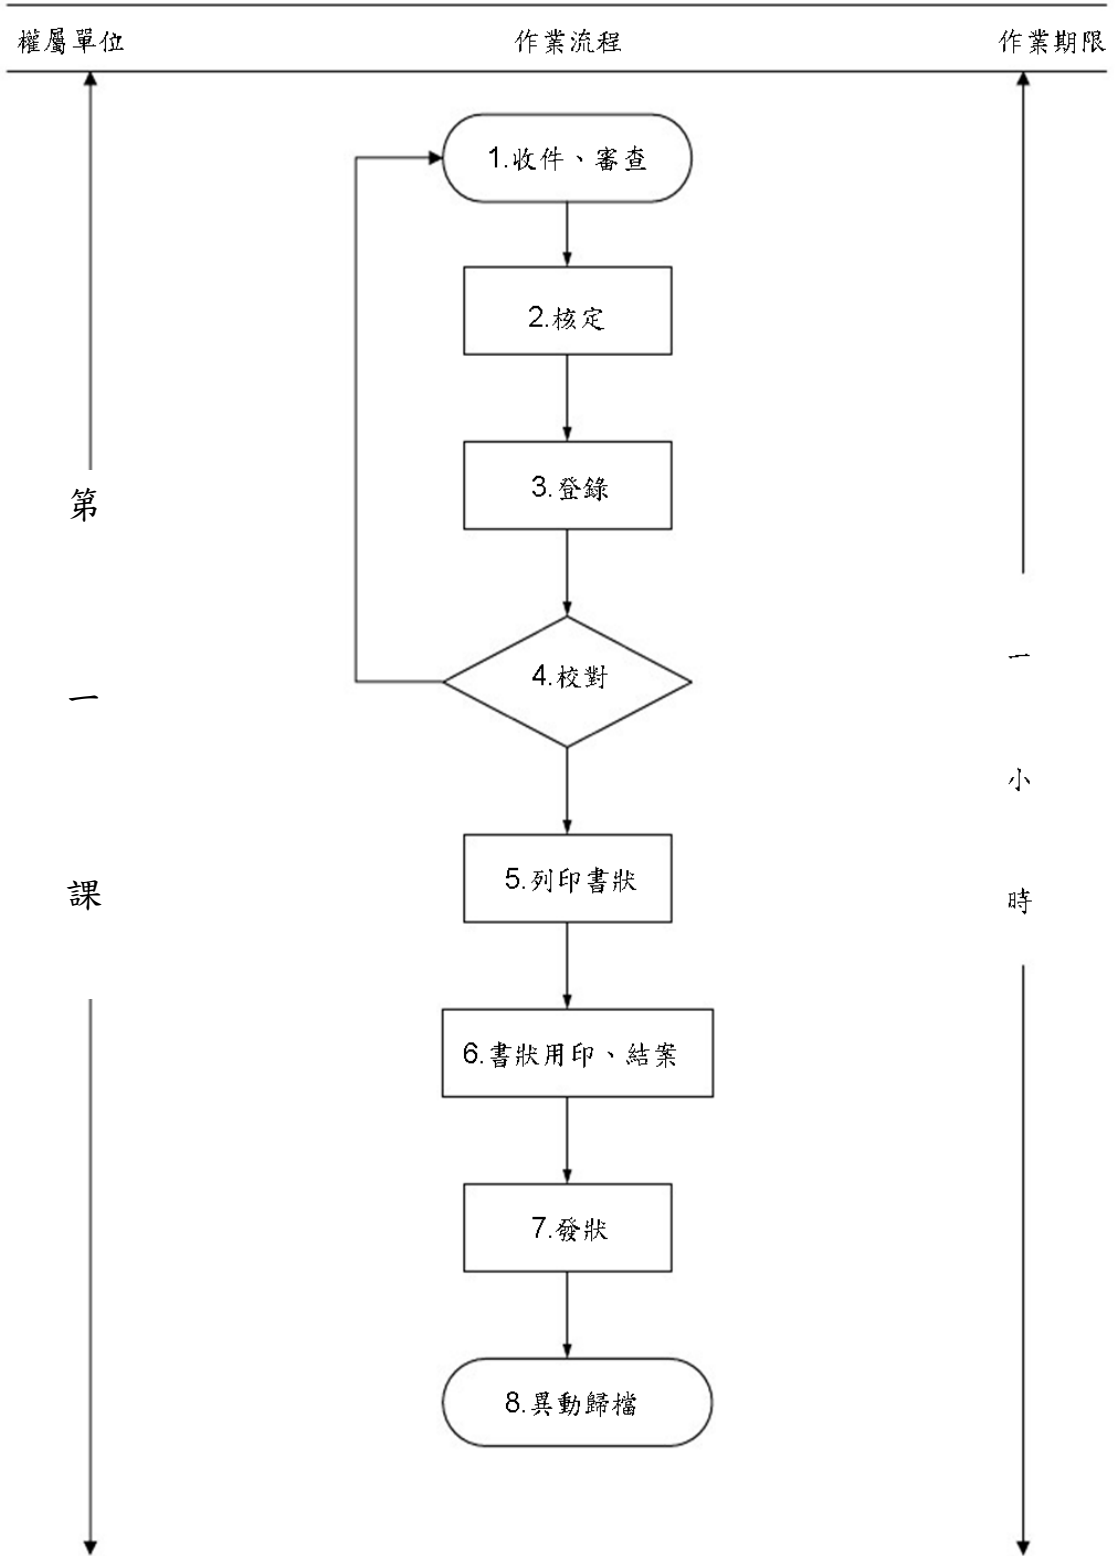 權屬單位
作業流程
作業期限
1.收件、審查
2.核定
3.登錄
4.校對
5.列印書狀
6.書狀用印、結案
7.發狀
8.異動歸檔
第
一
課
一
小
時